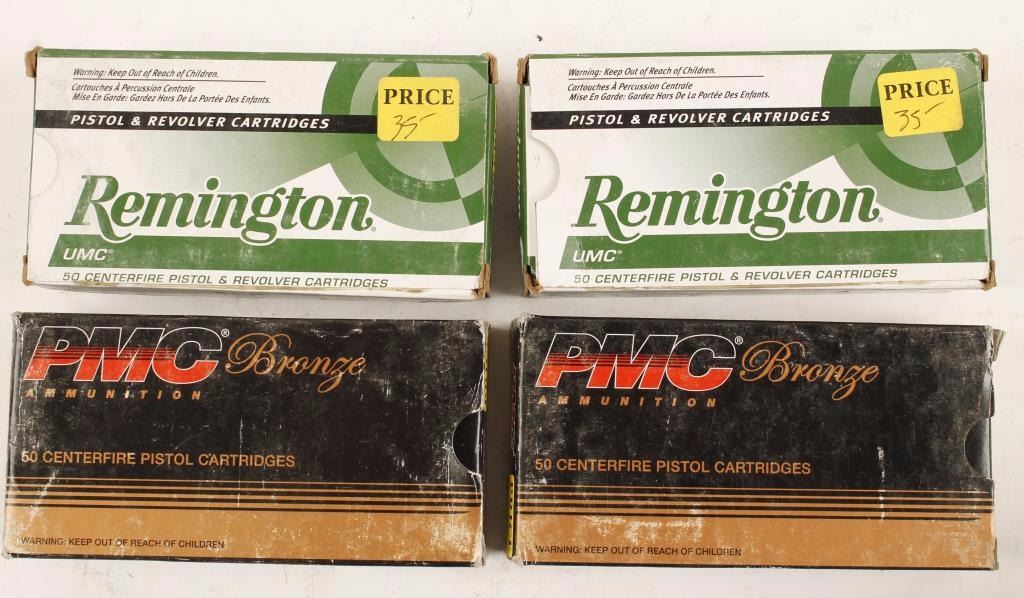 Warning: Keep Out of Reach of Children.
Cartouches À Percussion Centrale
Mise En Garde: Gardez Hors De La Portée Des Enfants.
PRICE
35-
PISTOL & REVOLVER CARTRIDGES
Remington®
UMC®
50 CENTERFIRE PISTOL & REVOLVER CARTRIDGES
Warning: Keep Out of Reach of Children.
Cartouches À Percussion Centrale
Mise En Garde: Gardez Hors De La Portée Des Enfants.
PRICE
35-
PISTOL & REVOLVER CARTRIDGES
Remington®
UMC®
50 CENTERFIRE PISTOL & REVOLVER CARTRIDGES
PMC® Bronze
AMMUNITION
50 CENTERFIRE PISTOL CARTRIDGES
WARNING: KEEP OUT OF REACH OF CHILDREN
PMC® Bronze
AMMUNITION
50 CENTERFIRE PISTOL CARTRIDGES
WARNING: KEEP OUT OF REACH OF CHILDREN